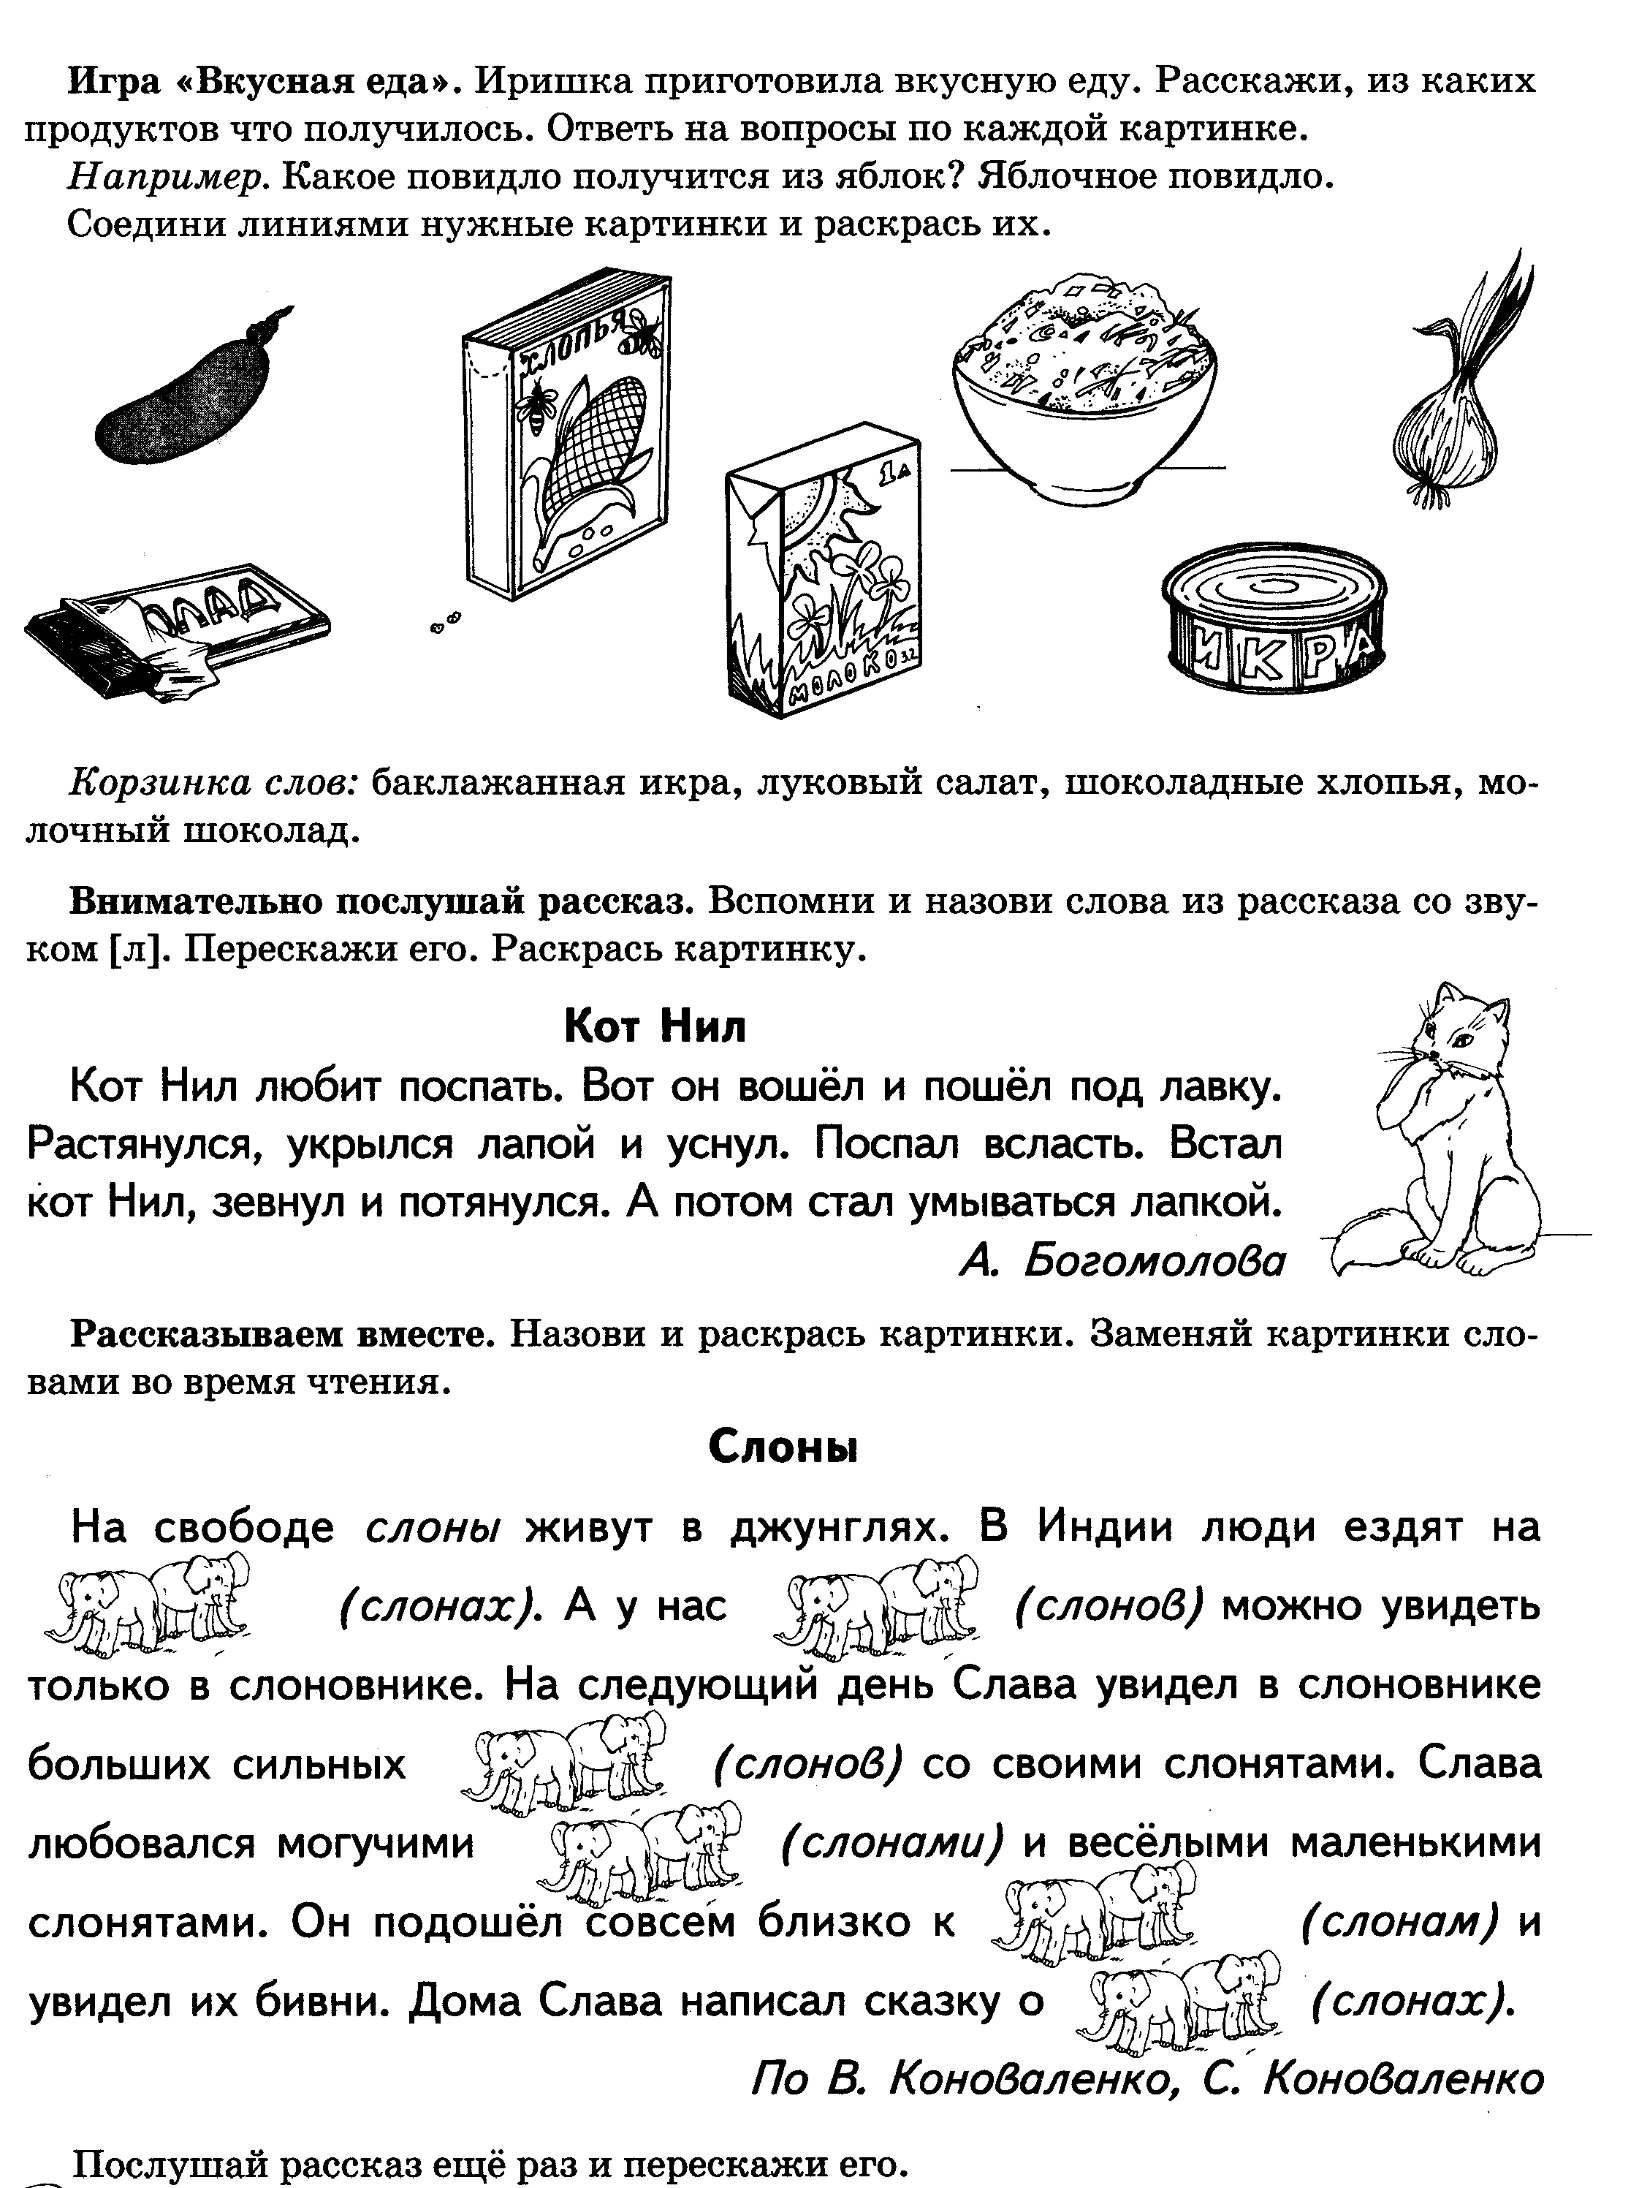 Игра «Вкусная еда». Иришка приготовила вкусную еду. Расскажи, из каких
продуктов что получилось. Ответь на вопросы по каждой картинке.
Например. Какое повидло получится из яблок? Яблочное повидло.
Соедини линиями нужные картинки и раскрась их.
ХЛОПЬЯ
1Л
ОЛАД
МОЛОКО 3,2
ИКРА
Корзинка слов: баклажанная икра, луковый салат, шоколадные хлопья, мо-
лочный шоколад.
Внимательно послушай рассказ. Вспомни и назови слова из рассказа со зву-
ком [л]. Перескажи его. Раскрась картинку.
Кот Нил
Кот Нил любит поспать. Вот он вошёл и пошёл под лавку.
Растянулся, укрылся лапой и уснул. Поспал всласть. Встал
кот Нил, зевнул и потянулся. А потом стал умываться лапкой.
А. Богомолова
Рассказываем вместе. Назови и раскрась картинки. Заменяй картинки сло-
вами во время чтения.
Слоны
На свободе слоны живут в джунглях. В Индии люди ездят на
(слонах). А у нас (слонов) можно увидеть
только в слоновнике. На следующий день Слава увидел в слоновнике
больших сильных (слонов) со своими слонятами. Слава
любовался могучими (слонами) и весёлыми маленькими
слонятами. Он подошёл совсем близко к (слонам) и
увидел их бивни. Дома Слава написал сказку о (слонах).
По В. Коноваленко, С. Коноваленко
Послушай рассказ ещё раз и перескажи его.